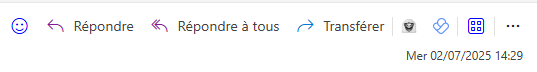 Répondre Répondre à tous Transférer
Mer 02/07/2025 14:29